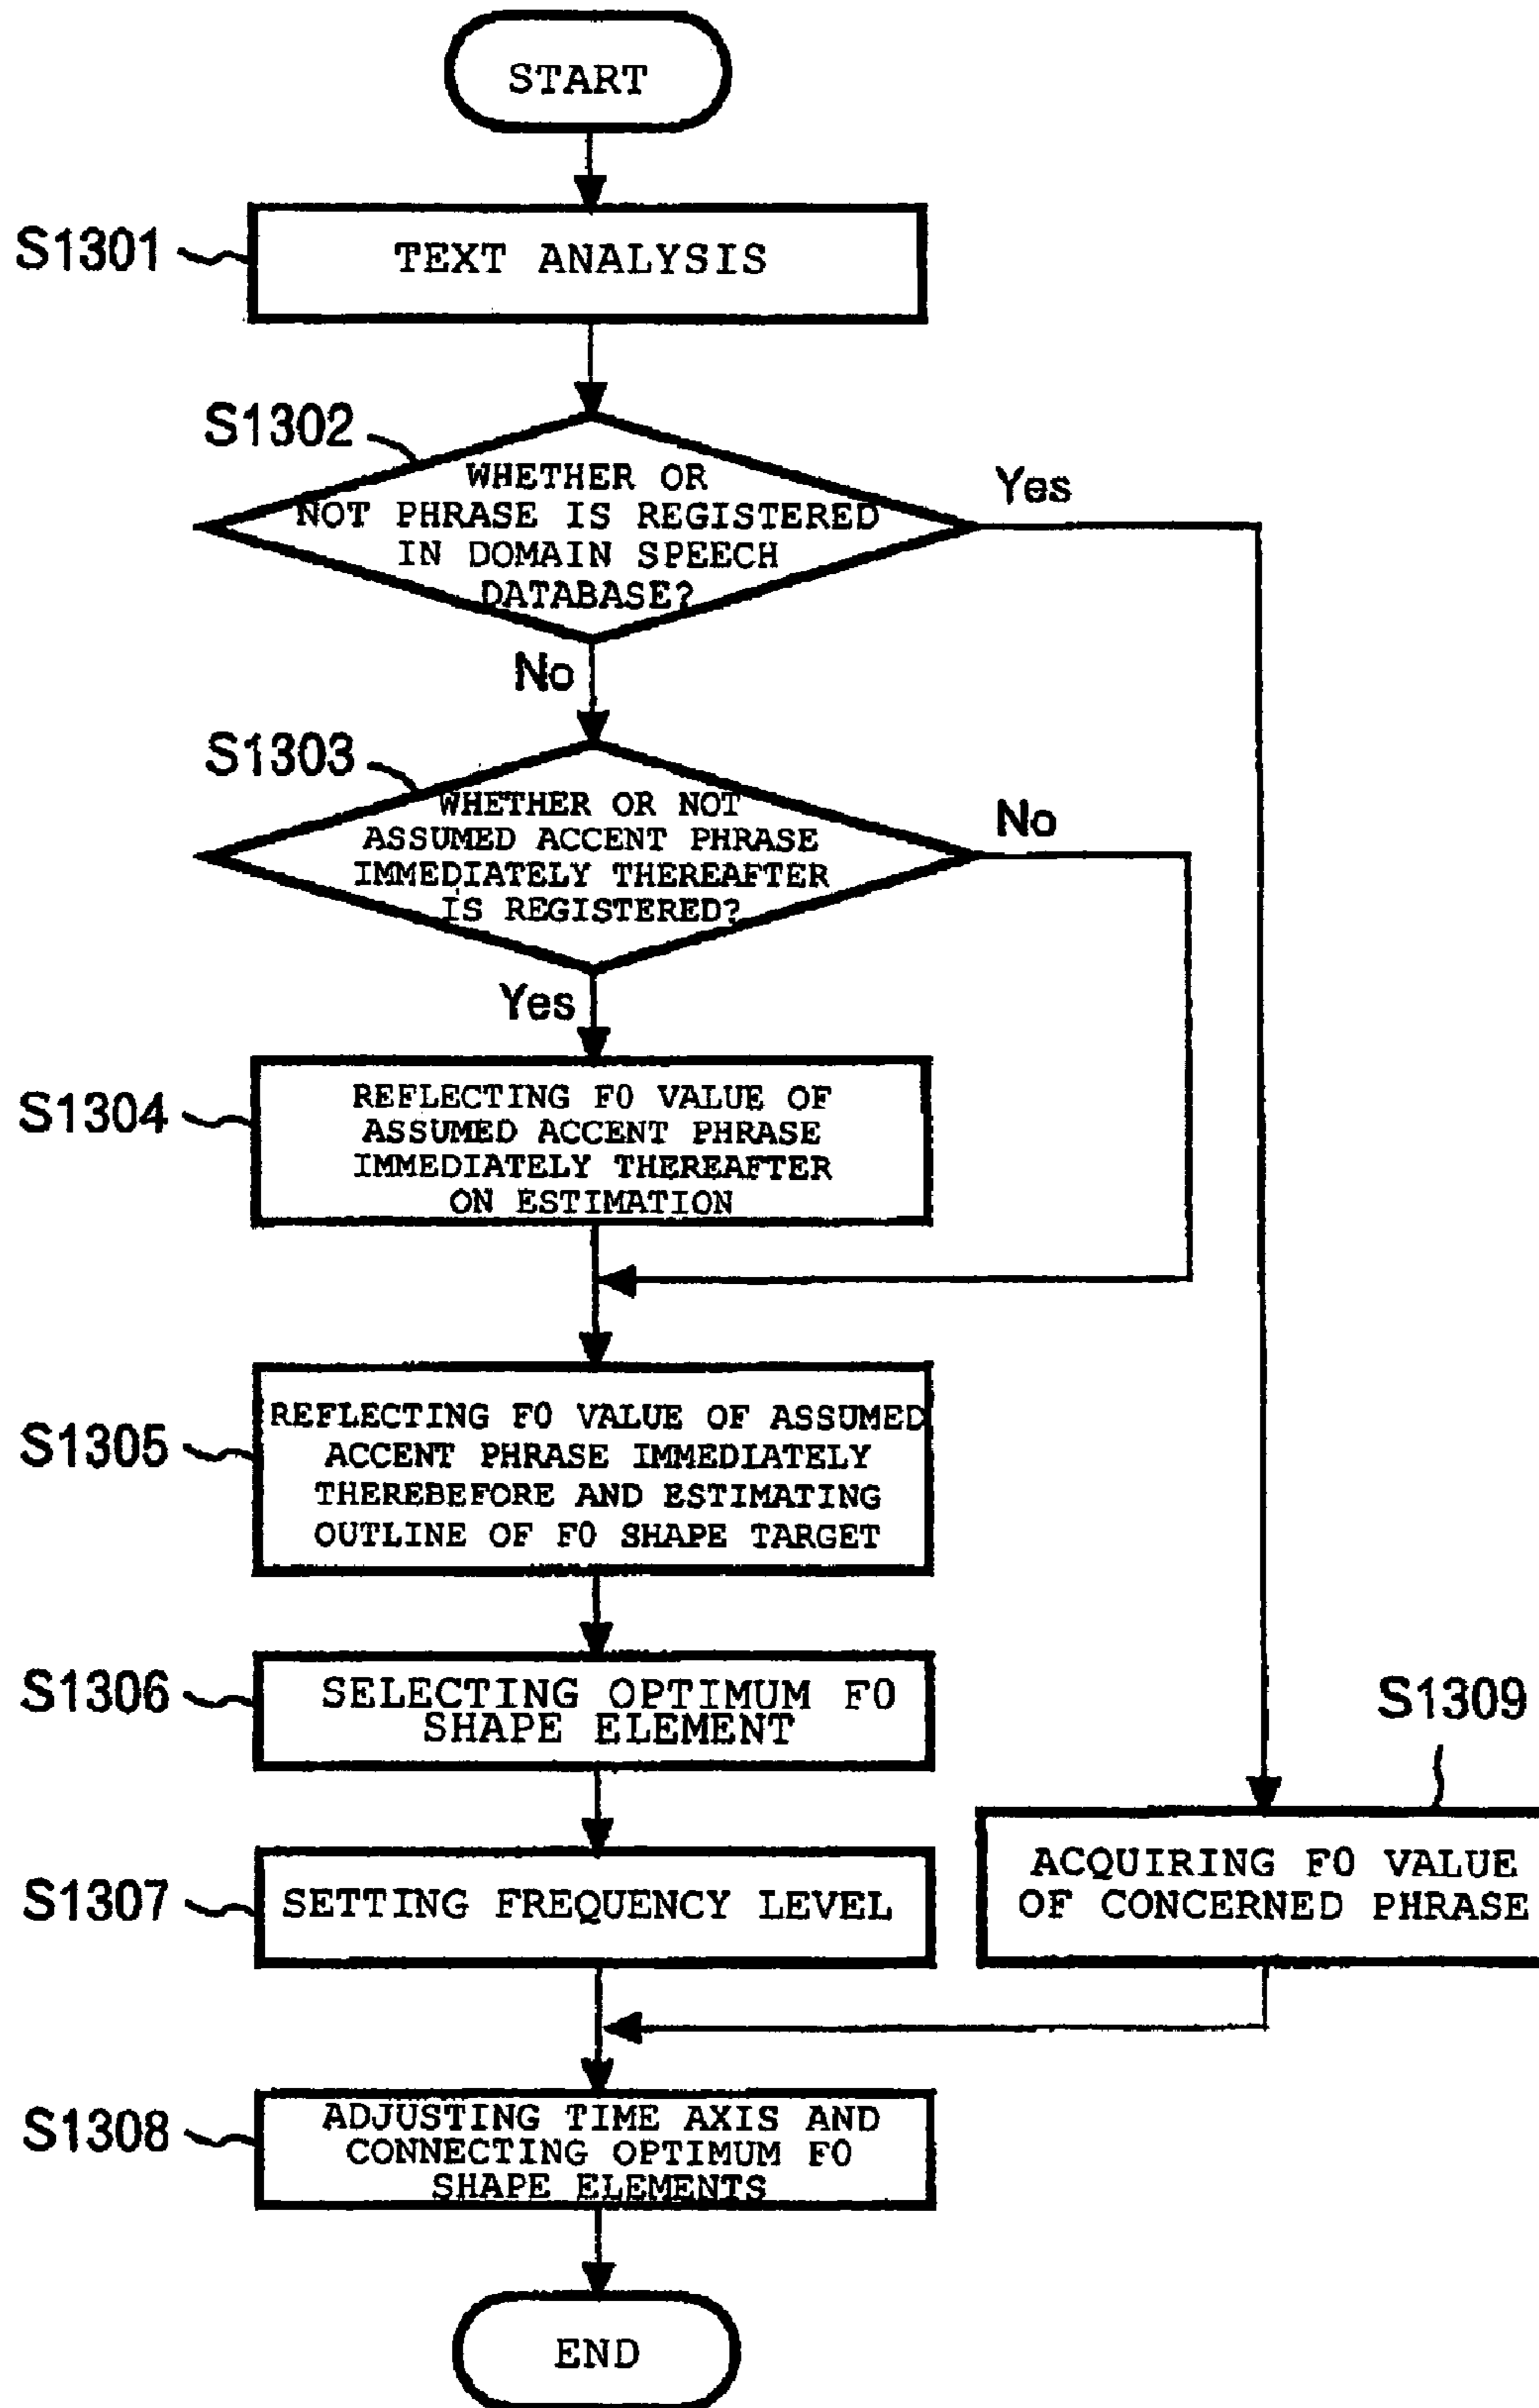 START
S1301
TEXT ANALYSIS
S1302
WHETHER OR
NOT PHRASE IS REGISTERED
IN DOMAIN SPEECH
DATABASE?
Yes
No
S1303
WHETHER OR NOT
ASSUMED ACCENT PHRASE
IMMEDIATELY THEREAFTER
IS REGISTERED?
No
Yes
S1304
REFLECTING F0 VALUE OF
ASSUMED ACCENT PHRASE
IMMEDIATELY THEREAFTER
ON ESTIMATION
S1305
REFLECTING F0 VALUE OF ASSUMED
ACCENT PHRASE IMMEDIATELY
THEREBEFORE AND ESTIMATING
OUTLINE OF F0 SHAPE TARGET
S1306
SELECTING OPTIMUM F0
SHAPE ELEMENT
S1309
ACQUIRING F0 VALUE
OF CONCERNED PHRASE
S1307
SETTING FREQUENCY LEVEL
S1308
ADJUSTING TIME AXIS AND
CONNECTING OPTIMUM F0
SHAPE ELEMENTS
END